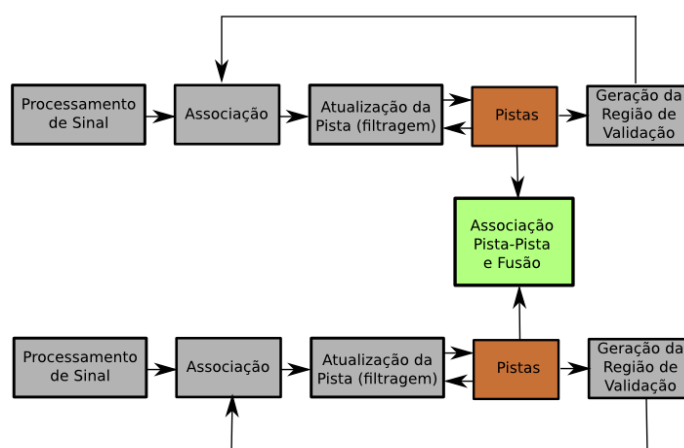 Processamento
de Sinal
Associação
Atualização da
Pista (filtragem)
Pistas
Geração da
Região de
Validação
Associação
Pista-Pista
e Fusão
Processamento
de Sinal
Associação
Atualização da
Pista (filtragem)
Pistas
Geração da
Região de
Validação